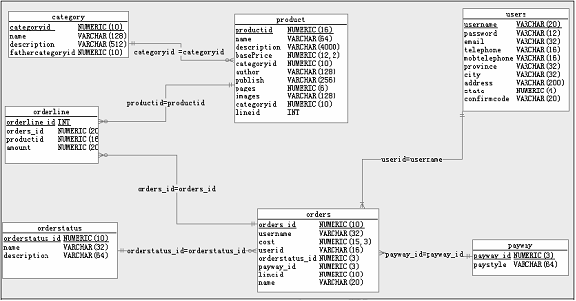 category
categoryid NUMERIC(10)
name VARCHAR(128)
description VARCHAR(512)
fathercategoryid NUMERIC(10)
categoryid =categoryid
product
productid NUMERIC(16)
name VARCHAR(64)
description VARCHAR(4000)
basePrice NUMERIC(12,2)
categoryid NUMERIC(10)
author VARCHAR(128)
publish VARCHAR(256)
pages NUMERIC(6)
images VARCHAR(128)
categoryid NUMERIC(10)
lineid INT
users
username VARCHAR(20)
password VARCHAR(12)
email VARCHAR(32)
telephone VARCHAR(16)
mobtelephone VARCHAR(16)
province VARCHAR(32)
city VARCHAR(32)
address VARCHAR(200)
state NUMERIC(4)
confirmcode VARCHAR(20)
productid=productid
orderline
orderline_id INT
orders_id NUMERIC(20
productid NUMERIC(16
amount NUMERIC(20
userid=username
orders_id=orders_id
orderstatus
orderstatus_id NUMERIC(10)
name VARCHAR(32)
description VARCHAR(64)
orderstatus_id=orderstatus_id
orders
orders_id NUMERIC(10)
username VARCHAR(32)
cost NUMERIC(15,3)
userid VARCHAR(16)
orderstatus_id NUMERIC(3)
payway_id NUMERIC(3)
lineid NUMERIC(10)
name VARCHAR(20)
payway_id=payway_id
payway
payway_id NUMERIC(3)
paystyle VARCHAR(64)